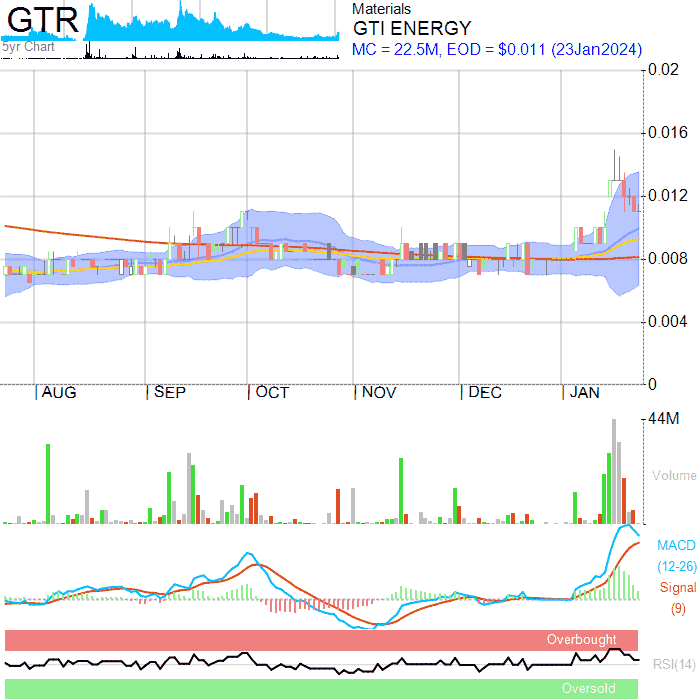 GTR
5yr Chart
Materials
GTI ENERGY
MC = 22.5M, EOD = $0.011 (23Jan2024)
0.02
0.016
0.012
0.008
0.004
0
AUG SEP OCT NOV DEC JAN
44M
Volume
MACD
(12-26)
Signal
(9)
Overbought
RSI(14)
Oversold